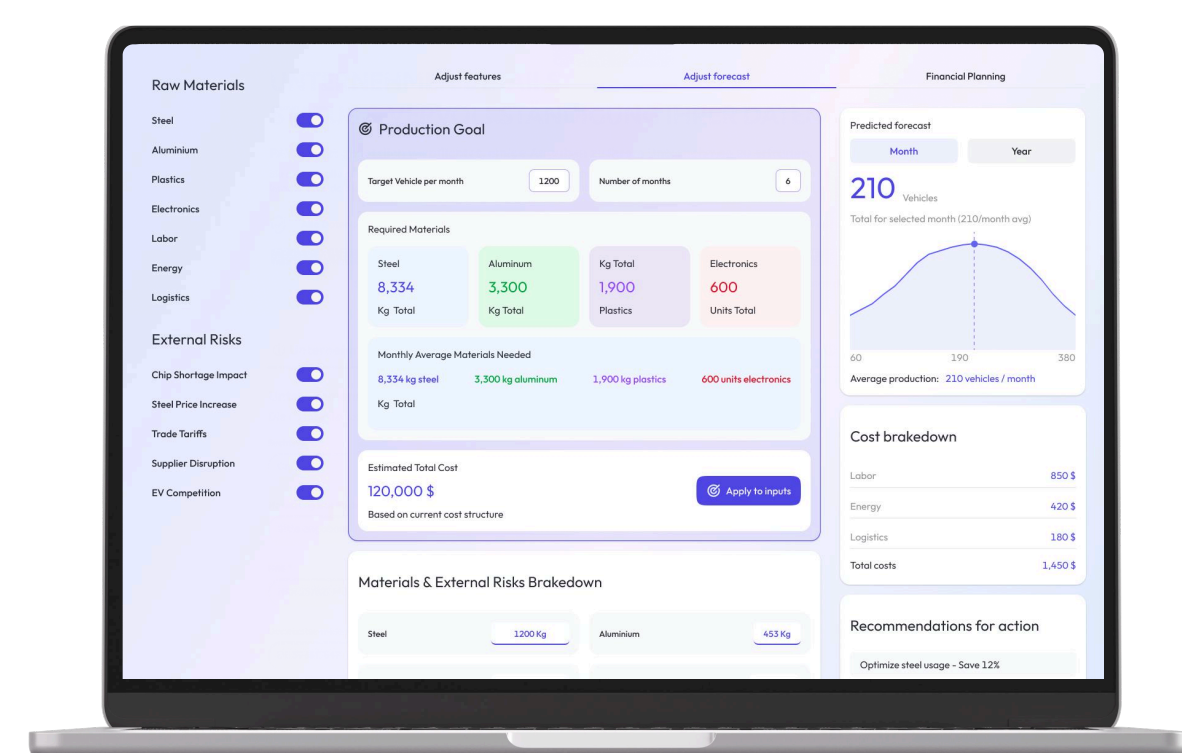 Raw Materials
Steel
Aluminium
Plastics
Electronics
Labor
Energy
Logistics
External Risks
Chip Shortage Impact
Steel Price Increase
Trade Tariffs
Supplier Disruption
EV Competition
Adjust features
Adjust forecast
Financial Planning
Production Goal
Target Vehicle per month 1200
Number of months 6
Required Materials
Steel
8,334
Kg Total
Aluminum
3,300
Kg Total
Kg Total
1,900
Plastics
Electronics
600
Units Total
Monthly Average Materials Needed
8,334 kg steel 3,300 kg aluminum 1,900 kg plastics 600 units electronics
Kg Total
Estimated Total Cost
120,000 $
Based on current cost structure
Apply to inputs
Materials & External Risks Brakedown
Steel 1200 Kg
Aluminium 453 Kg
Predicted forecast
Month Year
210 Vehicles
Total for selected month (210/month avg)
60 190 380
Average production: 210 vehicles / month
Cost brakedown
Labor 850 $
Energy 420 $
Logistics 180 $
Total costs 1,450 $
Recommendations for action
Optimize steel usage - Save 12%